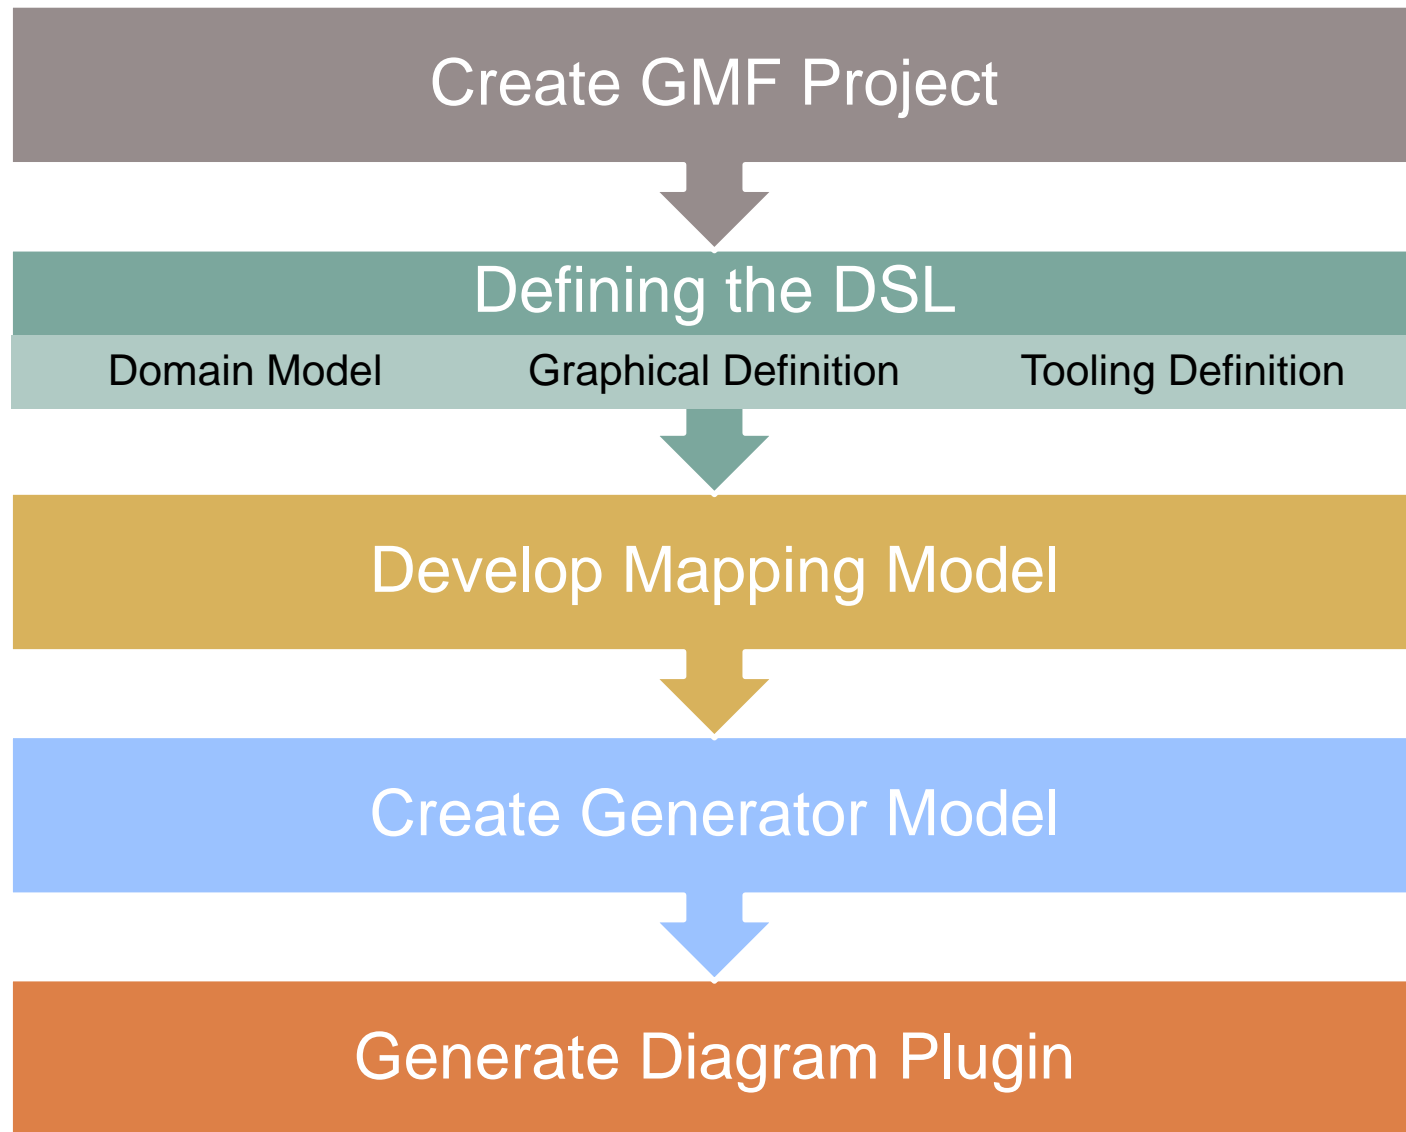 Create GMF Project
Defining the DSL
Domain Model Graphical Definition Tooling Definition
Develop Mapping Model
Create Generator Model
Generate Diagram Plugin